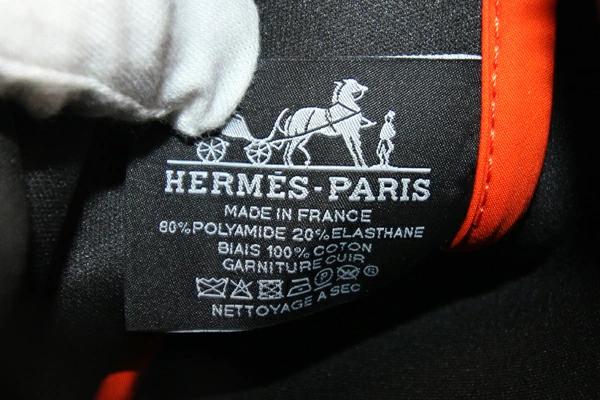 HERMÈS-PARIS
MADE IN FRANCE
80%POLYAMIDE 20%ELASTHANE
BIAIS 100% COTON
GARNITURE CUIR
NETTOYAGE A SEC